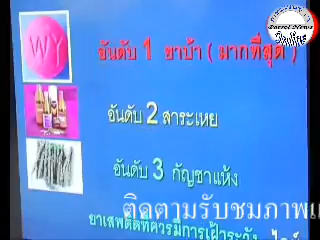 WY
อันดับ 1 ยาบ้า ( มากที่สุด )
อันดับ 2 สาระเหย
อันดับ 3 กัญชาแห้ง
ยาเสพติดที่ควรมีการเฝ้าระวัง
ติดตามรับชมภาพแ